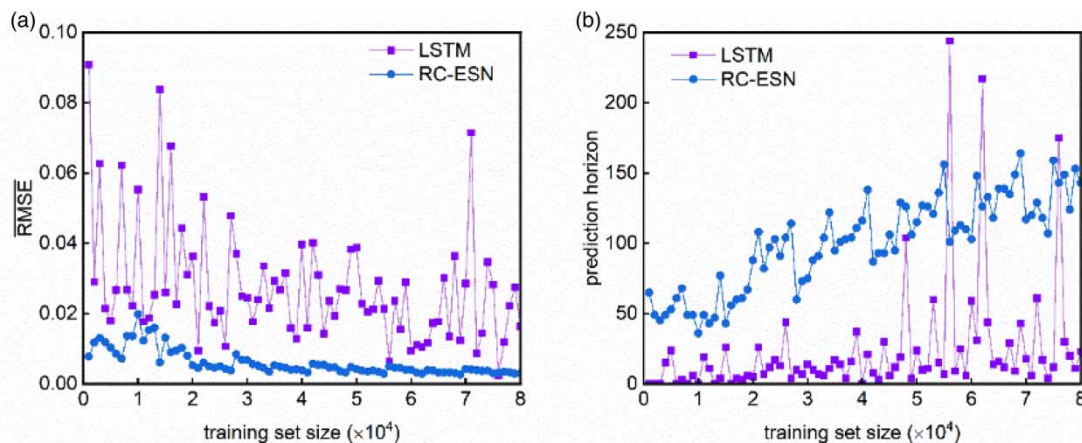 (a)
0.10
0.08
0.06
0.04
0.02
0.00
RMSE
LSTM
RC-ESN
0 1 2 3 4 5 6 7 8
training set size (×10⁴)
(b)
250
200
150
100
50
0
prediction horizon
LSTM
RC-ESN
0 1 2 3 4 5 6 7 8
training set size (×10⁴)